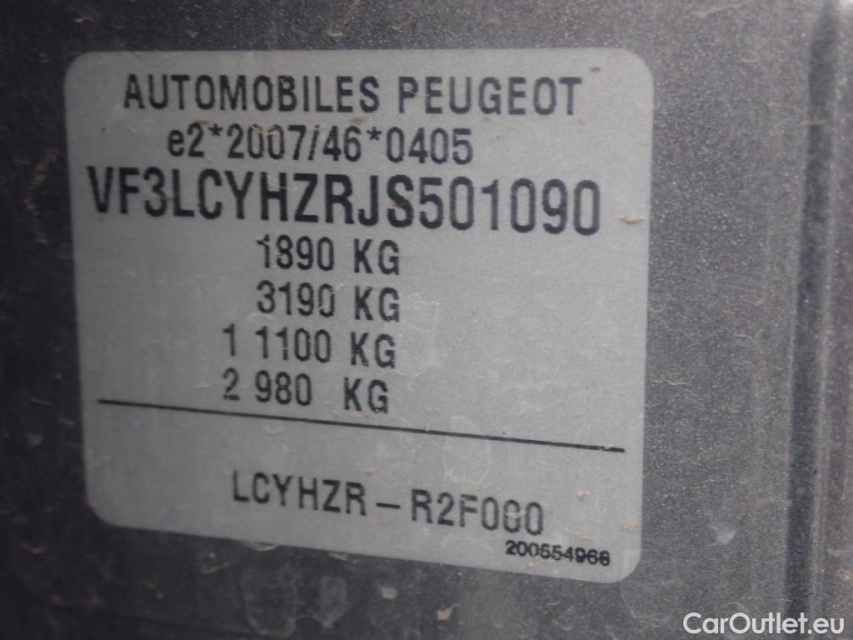 AUTOMOBILES PEUGEOT
e2*2007/46*0405
VF3LCYHZRJS501090
1890 KG
3190 KG
1 1100 KG
2 980 KG
LCYHZR – R2F000
200554966
CarOutlet.eu